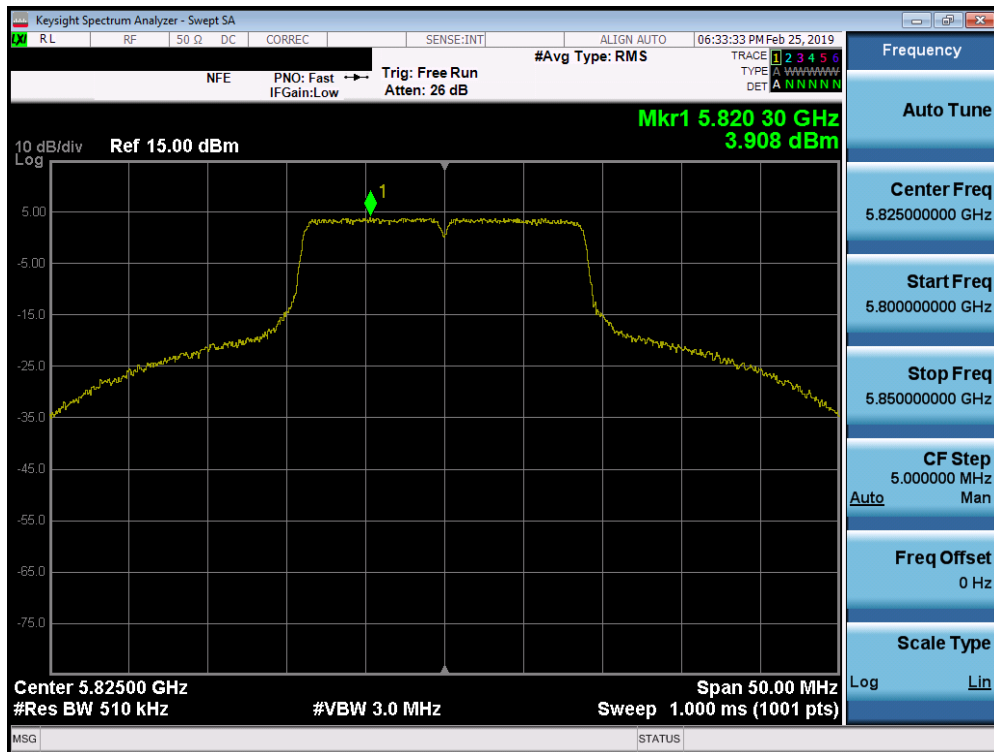 Keysight Spectrum Analyzer - Swept SA
LXI RL RF 50 Ω DC CORREC SENSE:INT ALIGN AUTO 06:33:33 PM Feb 25, 2019
#Avg Type: RMS
TRACE 1 2 3 4 5 6
TYPE A WWWWW
DET A N N N N N
NFE PNO: Fast Trig: Free Run
IFGain:Low Atten: 26 dB
Mkr1 5.820 30 GHz
3.908 dBm
10 dB/div Ref 15.00 dBm
Log
1
5.00
-5.00
-15.0
-25.0
-35.0
-45.0
-55.0
-65.0
-75.0
Center 5.82500 GHz Span 50.00 MHz
#Res BW 510 kHz #VBW 3.0 MHz Sweep 1.000 ms (1001 pts)
MSG STATUS
Frequency
Auto Tune
Center Freq
5.825000000 GHz
Start Freq
5.800000000 GHz
Stop Freq
5.850000000 GHz
CF Step
5.000000 MHz
Auto Man
Freq Offset
0 Hz
Scale Type
Log Lin